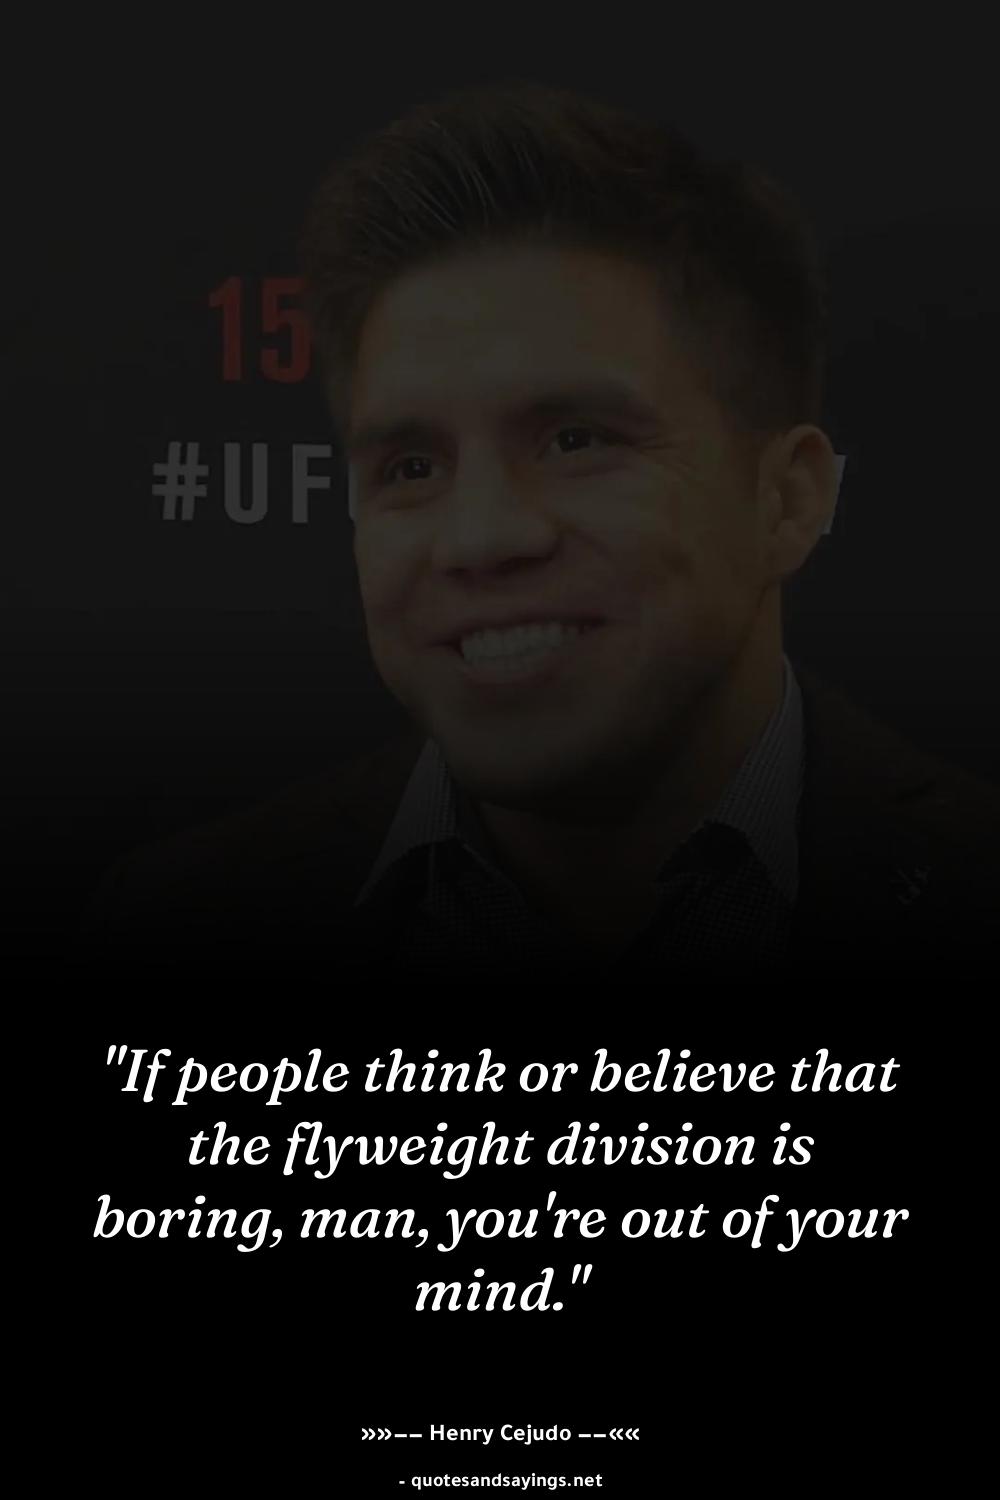 15
#UF
"If people think or believe that
the flyweight division is
boring, man, you're out of your
mind."
»»–– Henry Cejudo ––««
- quotesandsayings.net